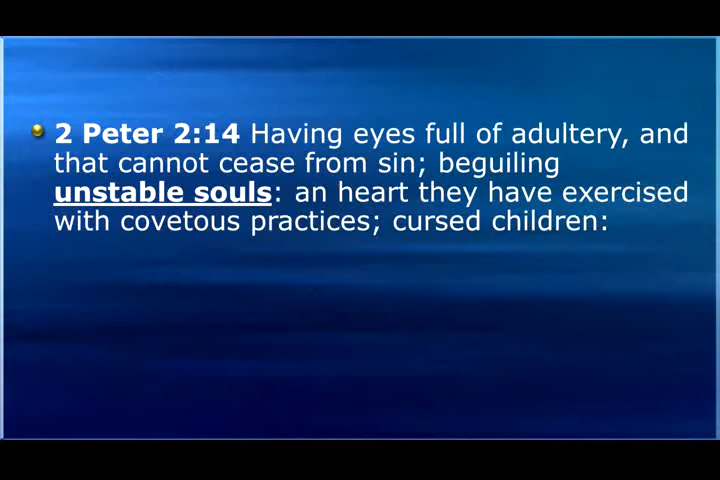 2 Peter 2:14 Having eyes full of adultery, and
that cannot cease from sin; beguiling
unstable souls: an heart they have exercised
with covetous practices; cursed children: